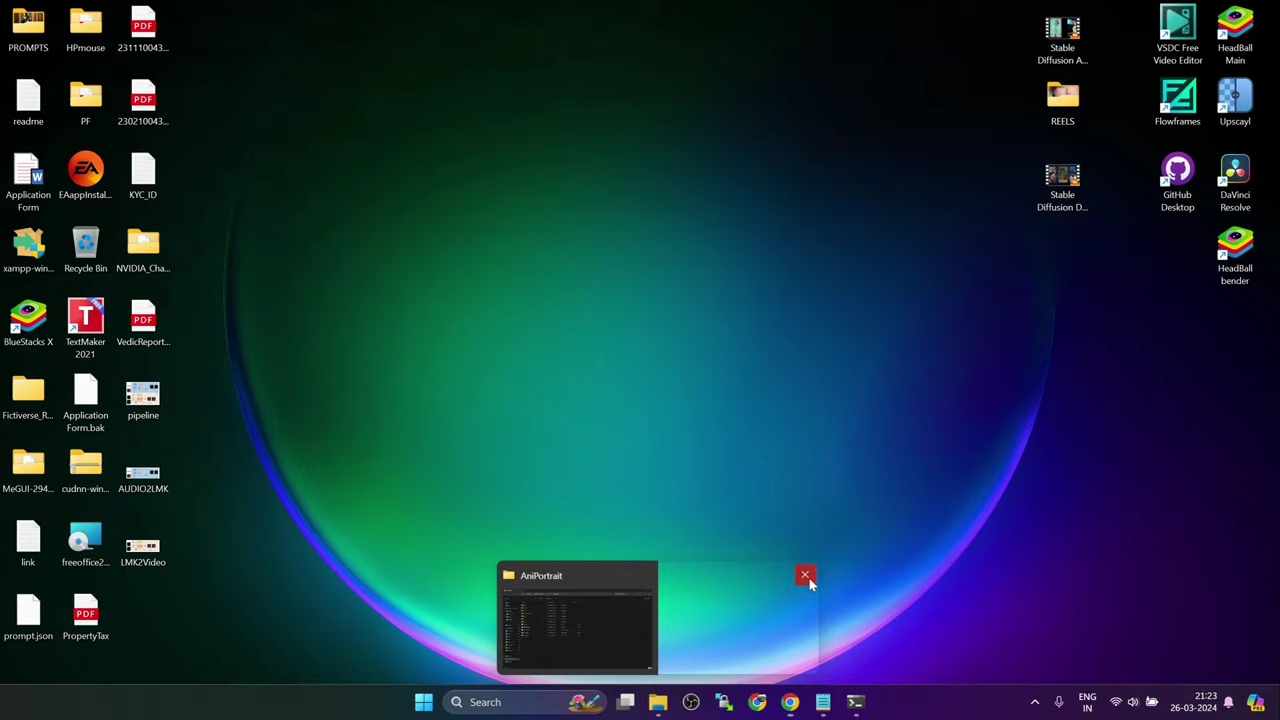 PROMPTS
HPmouse
231110043...
readme
PF
230210043...
Application
Form
EAappInstal...
KYC_ID
xampp-win...
Recycle Bin
NVIDIA_Cha...
BlueStacks X
TextMaker
2021
VedicReport...
Fictiverse_R...
Application
Form.bak
pipeline
MeGUI-294...
cudnn-win...
AUDIO2LMK
link
freeoffice2...
LMK2Video
prompt.json
PropertyTax
Stable
Diffusion A...
VSDC Free
Video Editor
HeadBall
Main
REELS
Flowframes
Upscayl
Stable
Diffusion D...
GitHub
Desktop
DaVinci
Resolve
HeadBall
bender
AniPortrait
Search
ENG
IN
21:23
26-03-2024